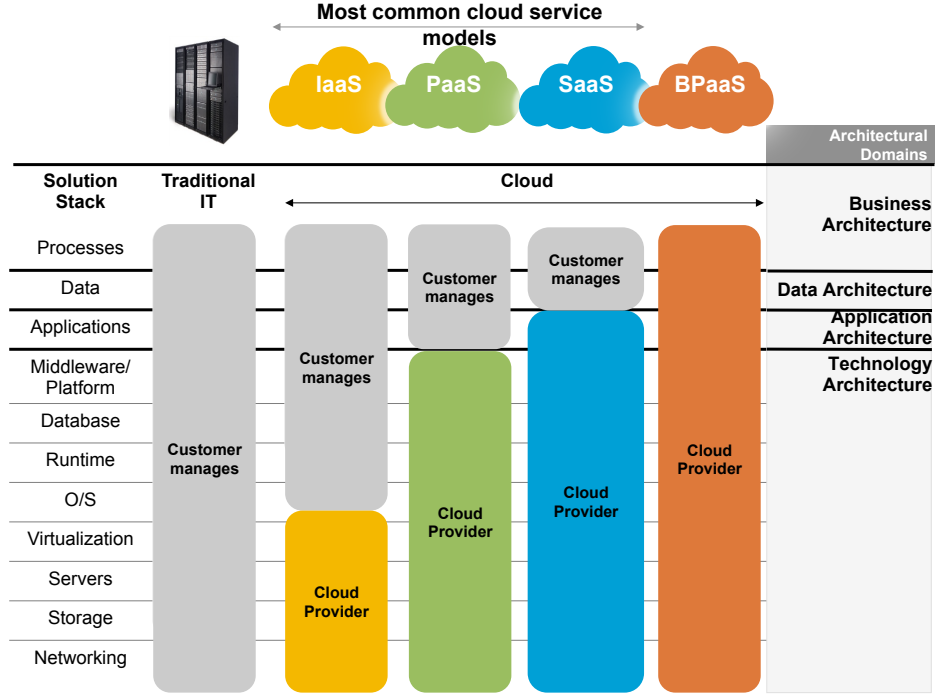 Most common cloud service
models
IaaS
PaaS
SaaS
BPaaS
Architectural
Domains
Solution
Stack
Traditional
IT
Cloud
Business
Architecture
Processes
Data
Applications
Middleware/
Platform
Database
Runtime
O/S
Virtualization
Servers
Storage
Networking
Customer
manages
Customer
manages
Cloud
Provider
Customer
manages
Cloud
Provider
Customer
manages
Cloud
Provider
Cloud
Provider
Data Architecture
Application
Architecture
Technology
Architecture